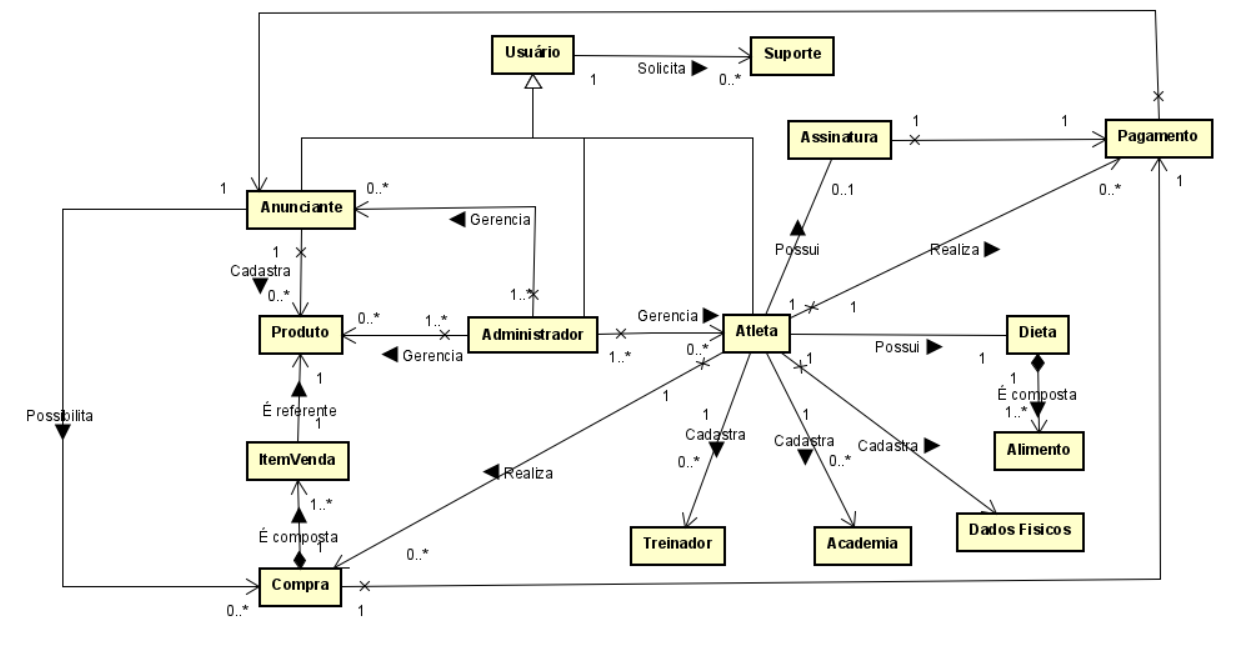 Usuário
Suporte
1
Solicita
0..*
Assinatura
1
1
Pagamento
1
0..*
Anunciante
0..1
0..*
1
Gerencia
1
Possui
Realiza
Cadastra
0..*
1..*
1
1
Gerencia
0..*
1..*
Produto
Administrador
Atleta
Dieta
Gerencia
1..*
0..*
Possui
1
1
1
É composta
1..*
1
É referente
1
1
1
1
Possibilita
Cadastra
Cadastra
Cadastra
0..*
0..*
Alimento
ItemVenda
Realiza
1..*
É composta
1
Treinador
Academia
Dados Fisicos
0..*
Compra
0..*
1